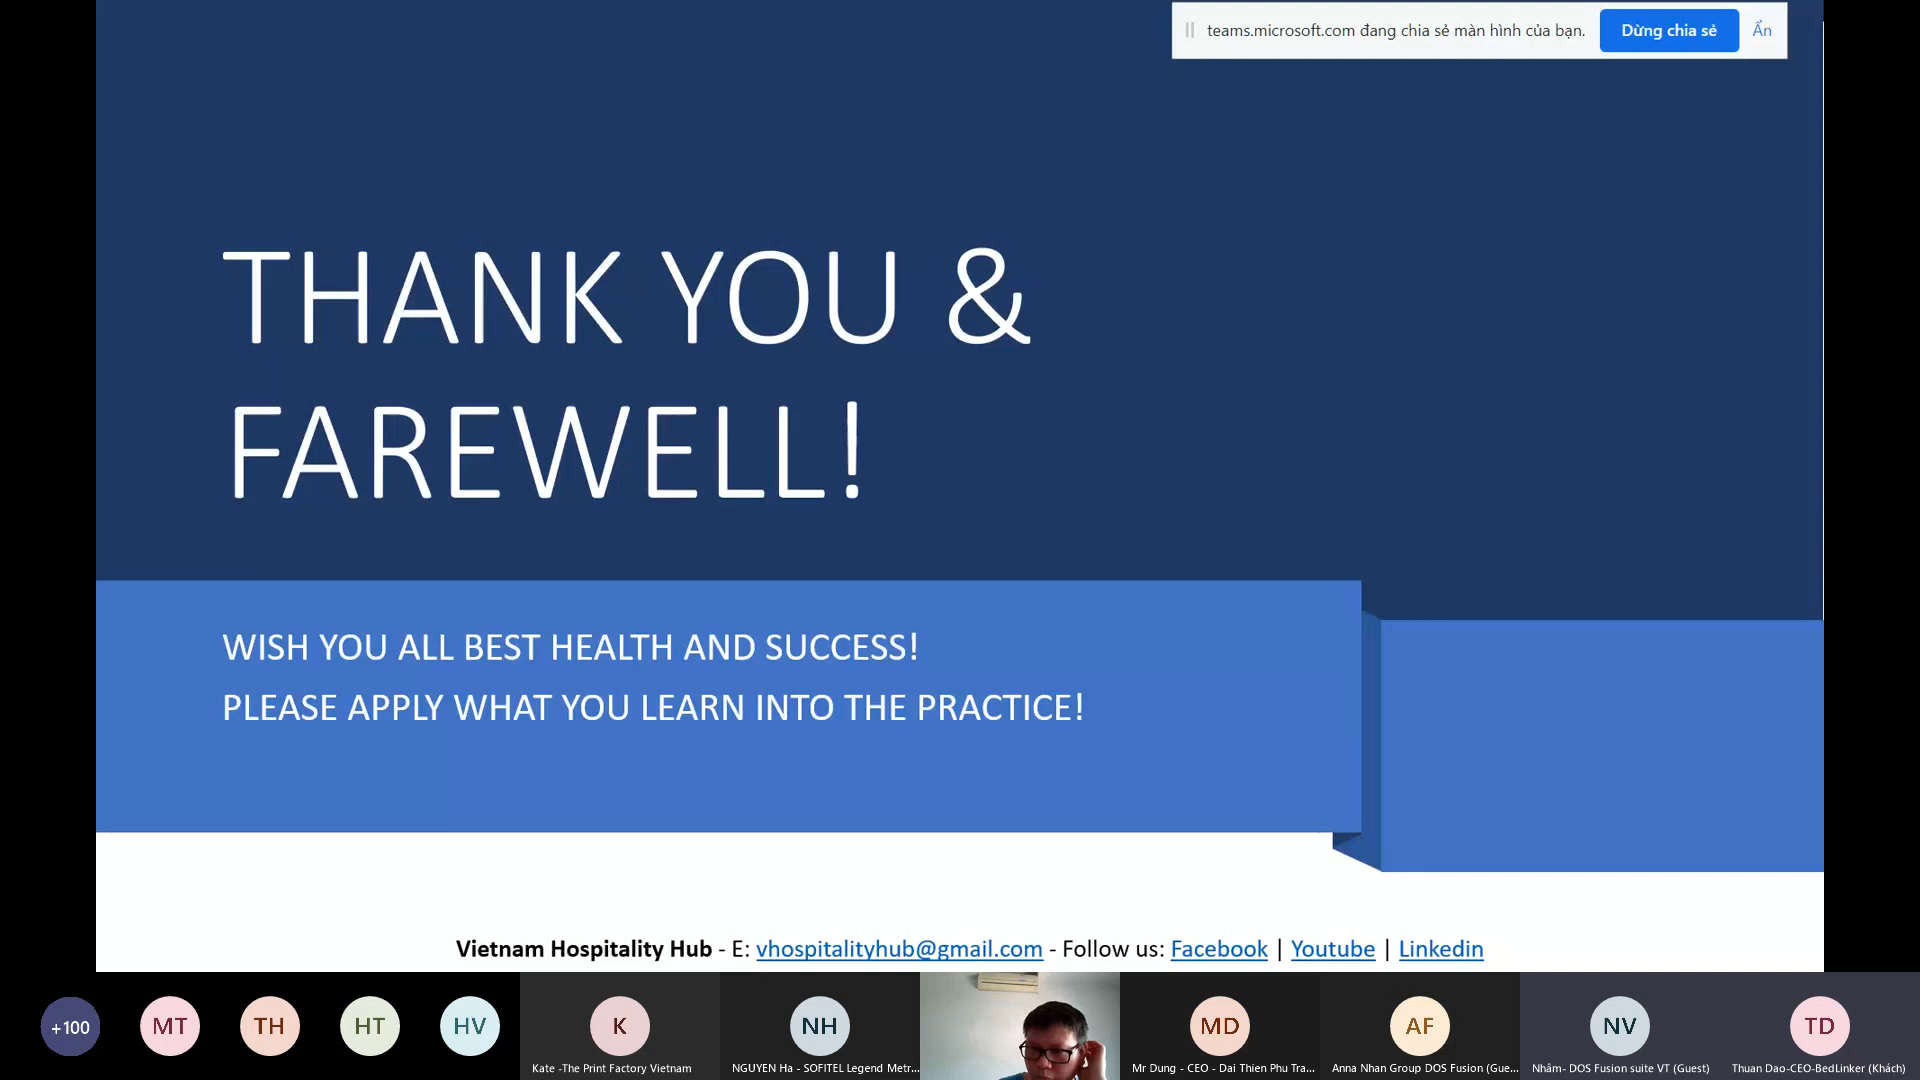 teams.microsoft.com đang chia sẻ màn hình của bạn. Dừng chia sẻ Ẩn
THANK YOU &
FAREWELL!
WISH YOU ALL BEST HEALTH AND SUCCESS!
PLEASE APPLY WHAT YOU LEARN INTO THE PRACTICE!
Vietnam Hospitality Hub - E: vhospitalityhub@gmail.com - Follow us: Facebook | Youtube | Linkedin
+100 MT TH HT HV K NH MD AF NV TD
Kate -The Print Factory Vietnam NGUYEN Ha - SOFITEL Legend Metr... Mr Dung - CEO - Dai Thien Phu Tra... Anna Nhan Group DOS Fusion (Gue... Nhâm- DOS Fusion suite VT (Guest) Thuan Dao-CEO-BedLinker (Khách)